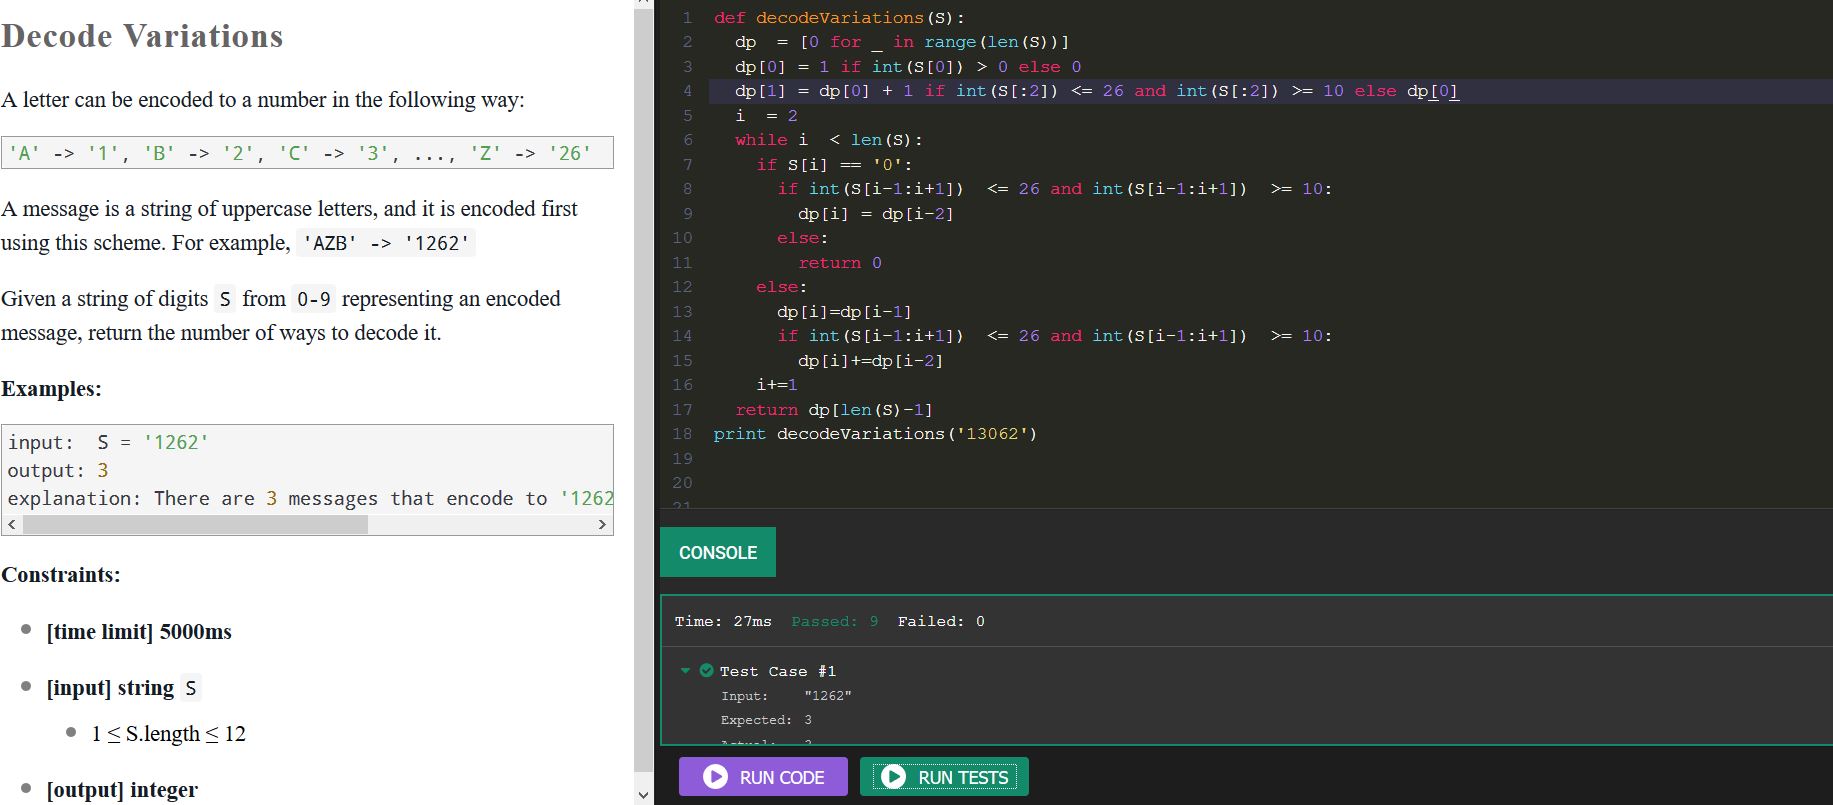 Decode Variations
A letter can be encoded to a number in the following way:
'A' -> '1', 'B' -> '2', 'C' -> '3', ..., 'Z' -> '26'
A message is a string of uppercase letters, and it is encoded first
using this scheme. For example, 'AZB' -> '1262'
Given a string of digits S from 0-9 representing an encoded
message, return the number of ways to decode it.
Examples:
input:  S = '1262'
output: 3
explanation: There are 3 messages that encode to '1262
Constraints:
[time limit] 5000ms
[input] string S
1 ≤ S.length ≤ 12
[output] integer
1 def decodeVariations(S):
2   dp  = [0 for _ in range(len(S))]
3   dp[0] = 1 if int(S[0]) > 0 else 0
4   dp[1] = dp[0] + 1 if int(S[:2]) <= 26 and int(S[:2]) >= 10 else dp[0]
5   i  = 2
6   while i  < len(S):
7     if S[i] == '0':
8       if int(S[i-1:i+1])  <= 26 and int(S[i-1:i+1])  >= 10:
9         dp[i] = dp[i-2]
10       else:
11         return 0
12     else:
13       dp[i]=dp[i-1]
14       if int(S[i-1:i+1])  <= 26 and int(S[i-1:i+1])  >= 10:
15         dp[i]+=dp[i-2]
16     i+=1
17   return dp[len(S)-1]
18 print decodeVariations('13062')
19
20
21
CONSOLE
Time: 27ms  Passed: 9  Failed: 0
Test Case #1
Input: "1262"
Expected: 3
RUN CODE
RUN TESTS